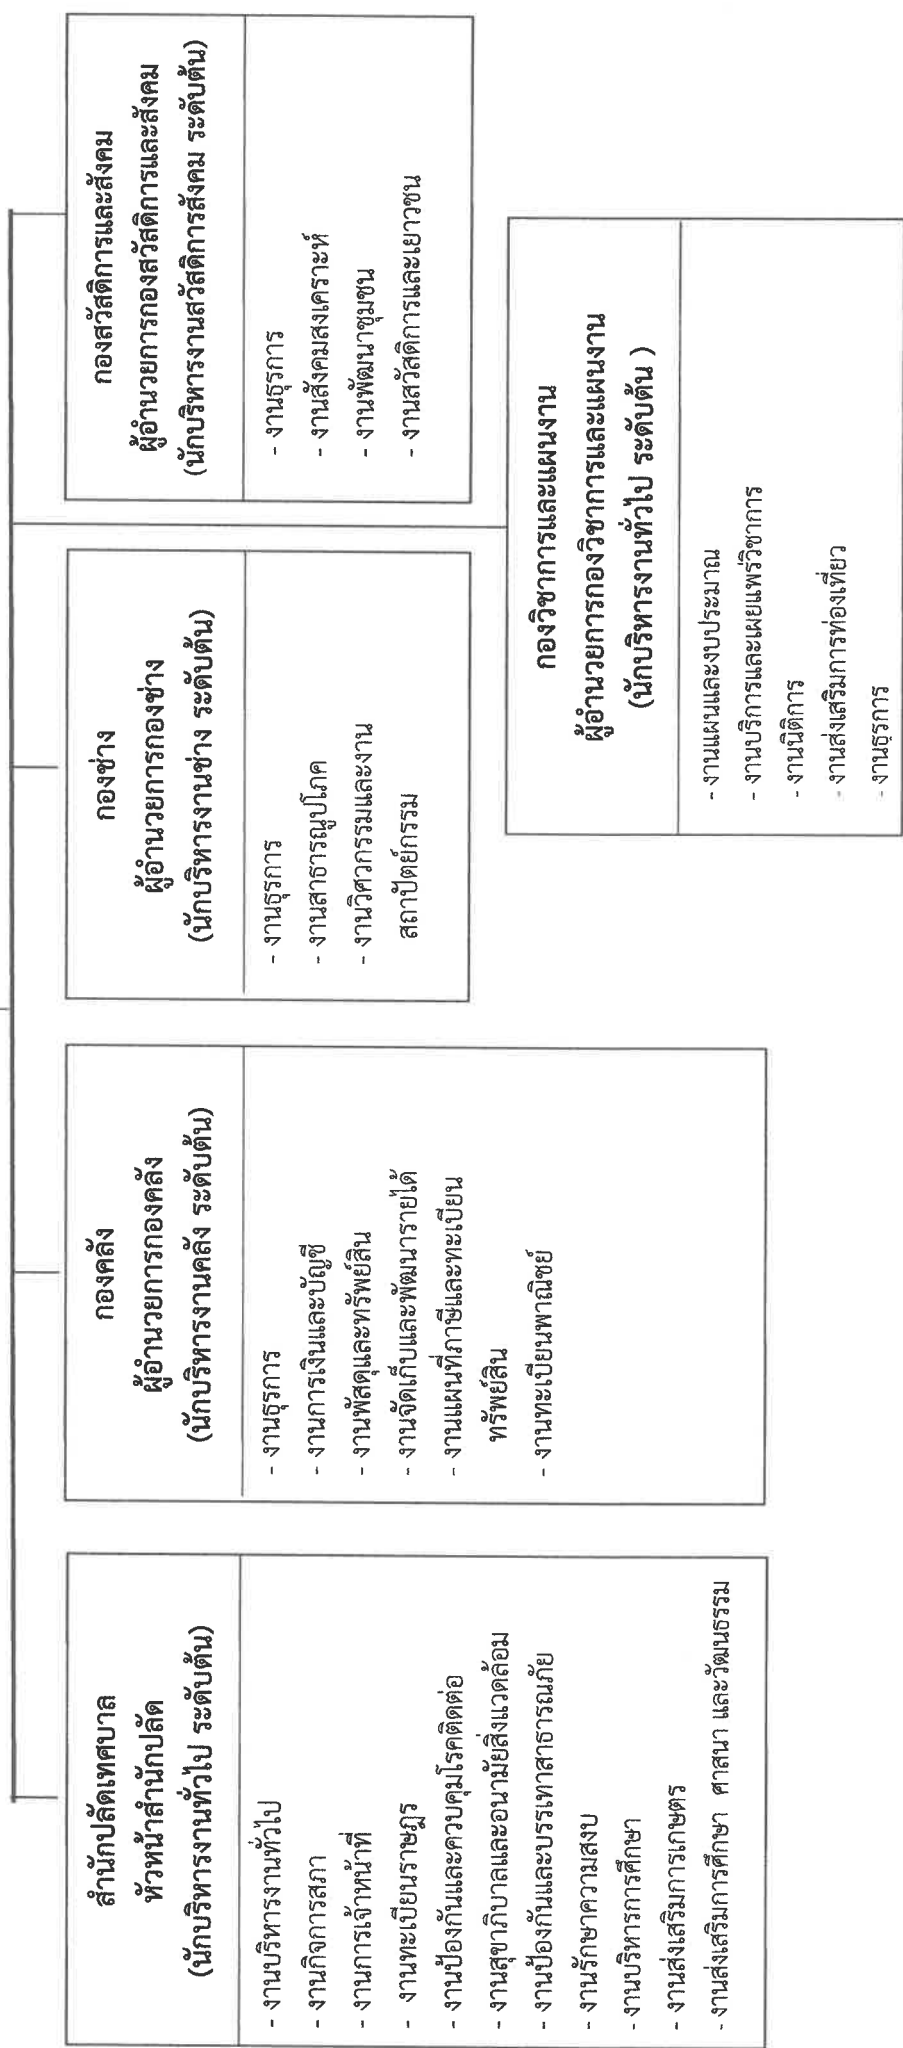 สำนักปลัดเทศบาล
หัวหน้าสำนักปลัด
(นักบริหารงานทั่วไป ระดับต้น)
- งานบริหารงานทั่วไป
- งานกิจการสภา
- งานการเจ้าหน้าที่
- งานทะเบียนราษฎร
- งานป้องกันและควบคุมโรคติดต่อ
- งานสุขาภิบาลและอนามัยสิ่งแวดล้อม
- งานป้องกันและบรรเทาสาธารณภัย
- งานรักษาความสงบ
- งานบริหารการศึกษา
- งานส่งเสริมการเกษตร
- งานส่งเสริมการศึกษา ศาสนา และวัฒนธรรม
กองคลัง
ผู้อำนวยการกองคลัง
(นักบริหารงานคลัง ระดับต้น)
- งานธุรการ
- งานการเงินและบัญชี
- งานพัสดุและทรัพย์สิน
- งานจัดเก็บและพัฒนารายได้
- งานแผนที่ภาษีและทะเบียน
ทรัพย์สิน
- งานทะเบียนพาณิชย์
กองช่าง
ผู้อำนวยการกองช่าง
(นักบริหารงานช่าง ระดับต้น)
- งานธุรการ
- งานสาธารณูปโภค
- งานวิศวกรรมและงาน
สถาปัตย์กรรม
กองสวัสดิการและสังคม
ผู้อำนวยการกองสวัสดิการและสังคม
(นักบริหารงานสวัสดิการสังคม ระดับต้น)
- งานธุรการ
- งานสังคมสงเคราะห์
- งานพัฒนาชุมชน
- งานสวัสดิการและเยาวชน
กองวิชาการและแผนงาน
ผู้อำนวยการกองวิชาการและแผนงาน
(นักบริหารงานทั่วไป ระดับต้น )
- งานแผนและงบประมาณ
- งานบริการและเผยแพร่วิชาการ
- งานนิติการ
- งานส่งเสริมการท่องเที่ยว
- งานธุรการ